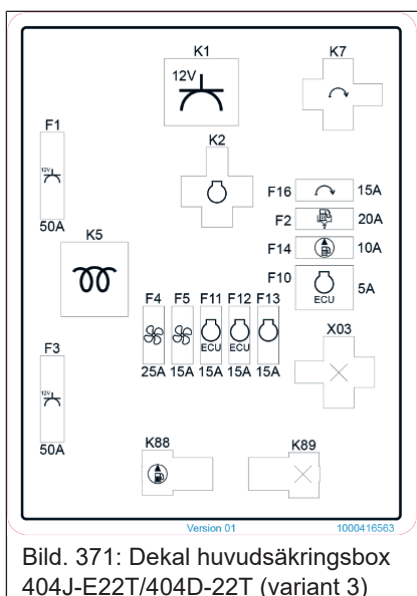 K1
K7
12V
F1
K2
12V
50A
F16
15A
F2
20A
K5
F14
10A
F10
ECU
5A
F4
F5
F11
F12
F13
ECU
ECU
25A
15A
15A
15A
15A
X03
F3
12V
50A
K88
K89
Version 01
1000416563
Bild. 371: Dekal huvudsäkringsbox
404J-E22T/404D-22T (variant 3)